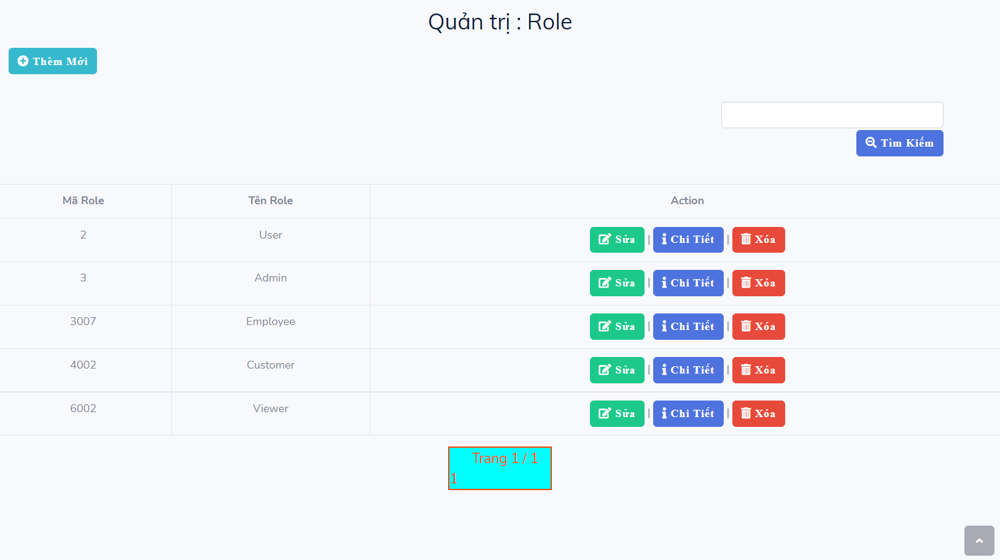 Quản trị : Role
Thêm Mới
Tìm Kiếm
Mã Role Tên Role Action
2 User Sửa | Chi Tiết | Xóa
3 Admin Sửa | Chi Tiết | Xóa
3007 Employee Sửa | Chi Tiết | Xóa
4002 Customer Sửa | Chi Tiết | Xóa
6002 Viewer Sửa | Chi Tiết | Xóa
Trang 1 / 1
1